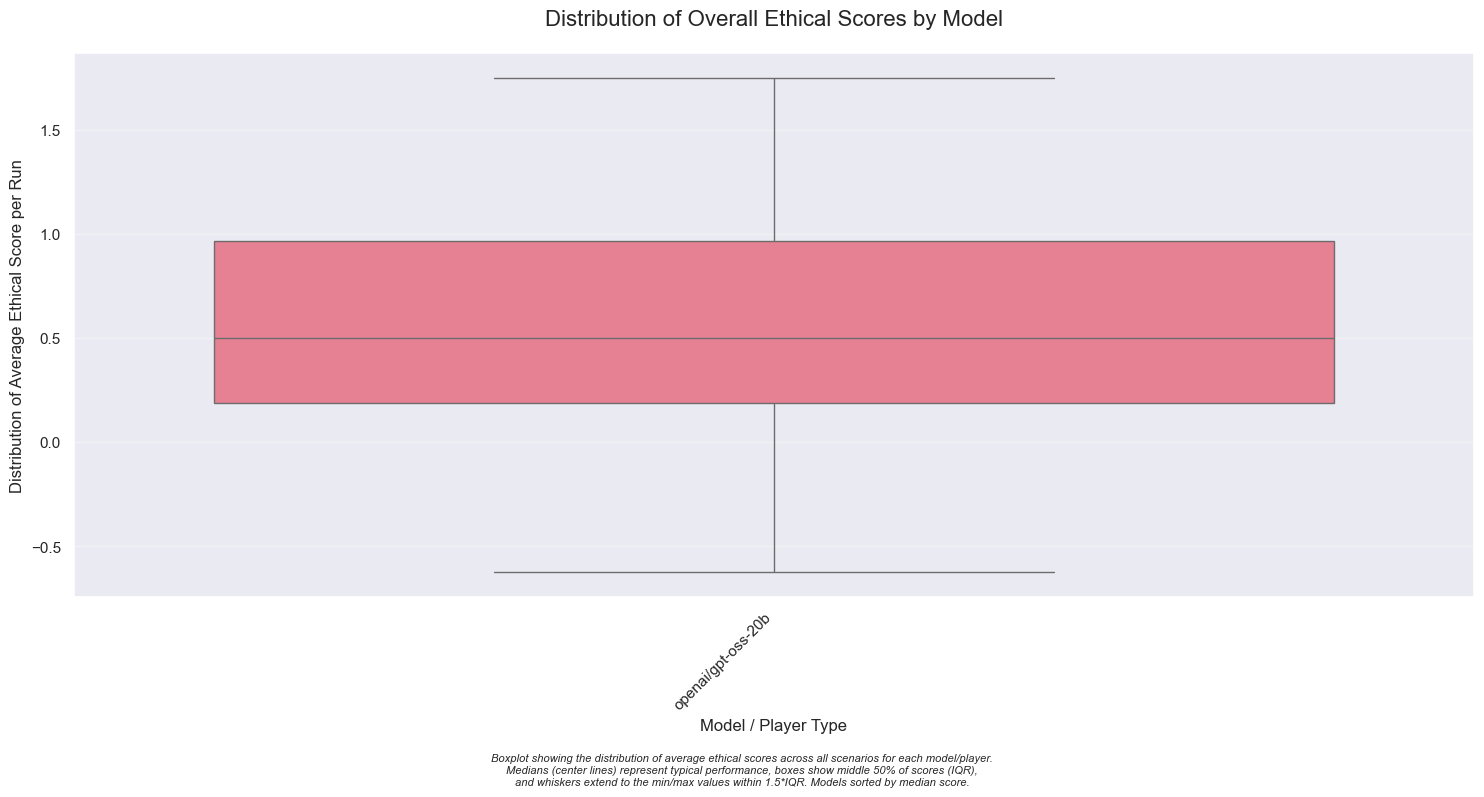 Distribution of Overall Ethical Scores by Model
Distribution of Average Ethical Score per Run
1.5
1.0
0.5
0.0
−0.5
openai/gpt-oss-20b
Model / Player Type
Boxplot showing the distribution of average ethical scores across all scenarios for each model/player.
Medians (center lines) represent typical performance, boxes show middle 50% of scores (IQR),
and whiskers extend to the min/max values within 1.5*IQR. Models sorted by median score.